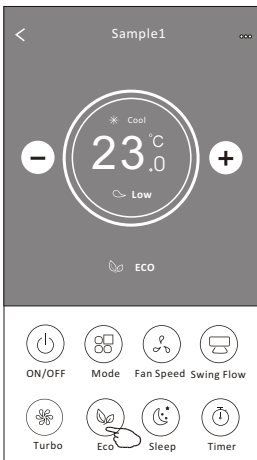 Sample1
Cool
23.0°C
Low
ECO
ON/OFF Mode Fan Speed Swing Flow
Turbo Eco Sleep Timer